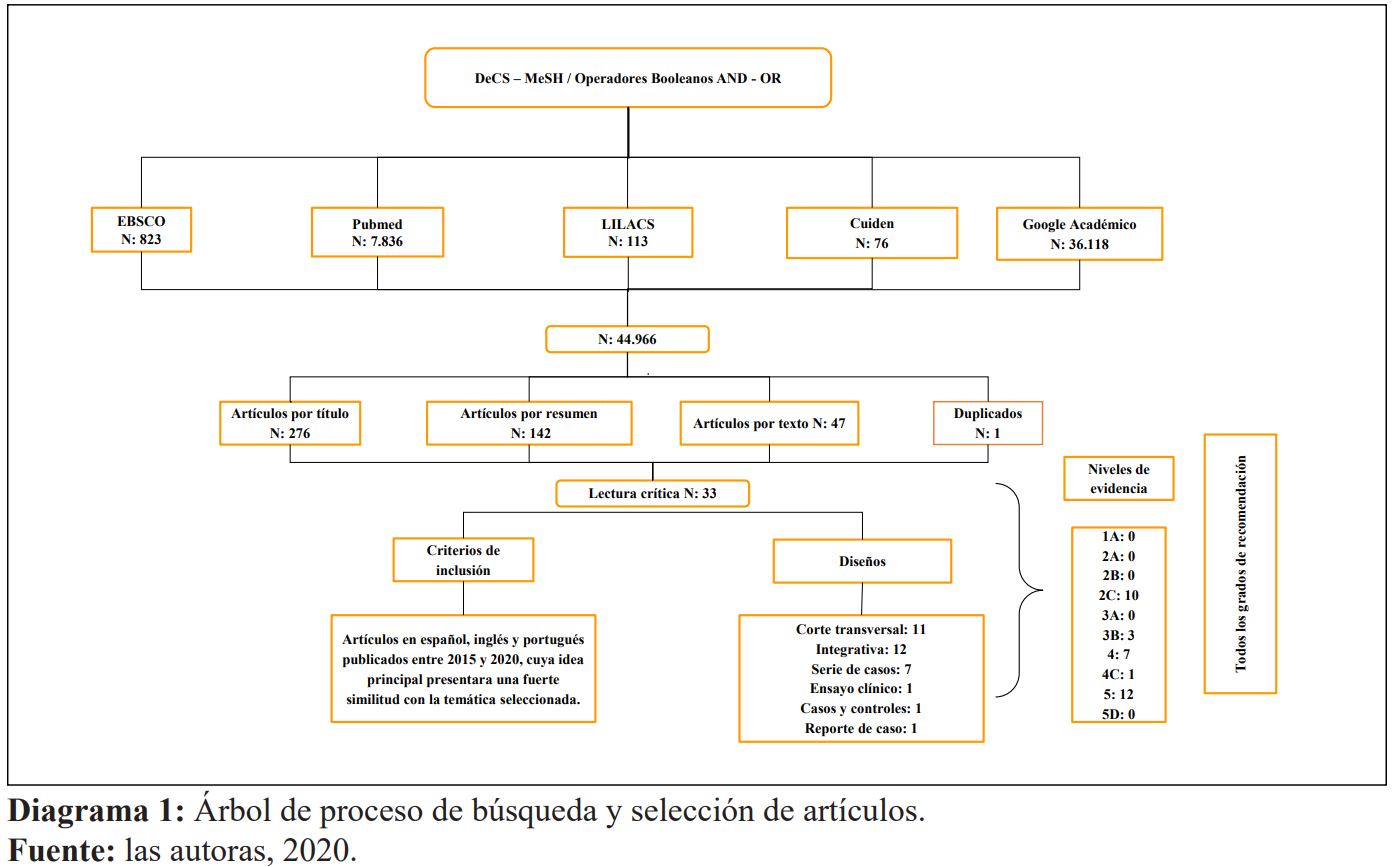 DeCS – MeSH / Operadores Booleanos AND - OR
EBSCO
N: 823
Pubmed
N: 7.836
LILACS
N: 113
Cuiden
N: 76
Google Académico
N: 36.118
N: 44.966
Artículos por título
N: 276
Artículos por resumen
N: 142
Artículos por texto N: 47
Duplicados
N: 1
Lectura crítica N: 33
Criterios de
inclusión
Artículos en español, inglés y portugués
publicados entre 2015 y 2020, cuya idea
principal presentara una fuerte
similitud con la temática seleccionada.
Diseños
Corte transversal: 11
Integrativa: 12
Serie de casos: 7
Ensayo clínico: 1
Casos y controles: 1
Reporte de caso: 1
Niveles de
evidencia
1A: 0
2A: 0
2B: 0
2C: 10
3A: 0
3B: 3
4: 7
4C: 1
5: 12
5D: 0
Todos los grados de recomendación
Diagrama 1: Árbol de proceso de búsqueda y selección de artículos.
Fuente: las autoras, 2020.